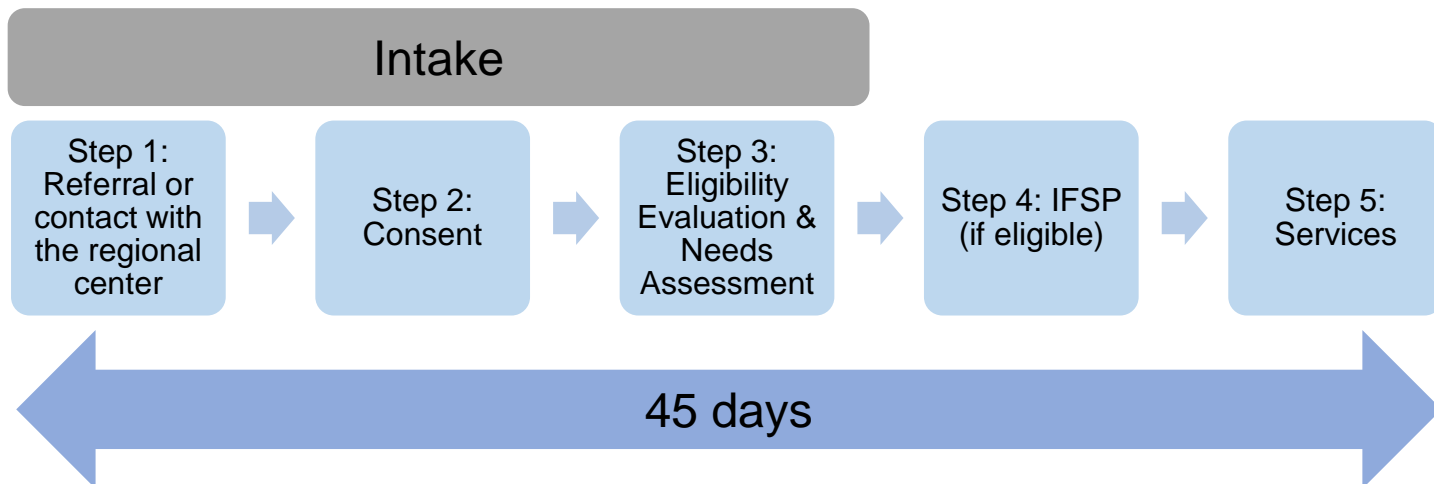 Intake
Step 1:
Referral or
contact with
the regional
center
Step 2:
Consent
Step 3:
Eligibility
Evaluation &
Needs
Assessment
Step 4: IFSP
(if eligible)
Step 5:
Services
45 days